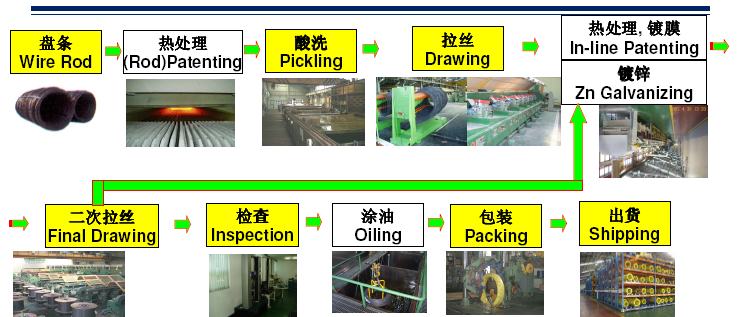 盘条
Wire Rod
热处理
(Rod)Patenting
酸洗
Pickling
拉丝
Drawing
热处理, 镀膜
In-line Patenting
镀锌
Zn Galvanizing
二次拉丝
Final Drawing
检查
Inspection
涂油
Oiling
包装
Packing
出货
Shipping